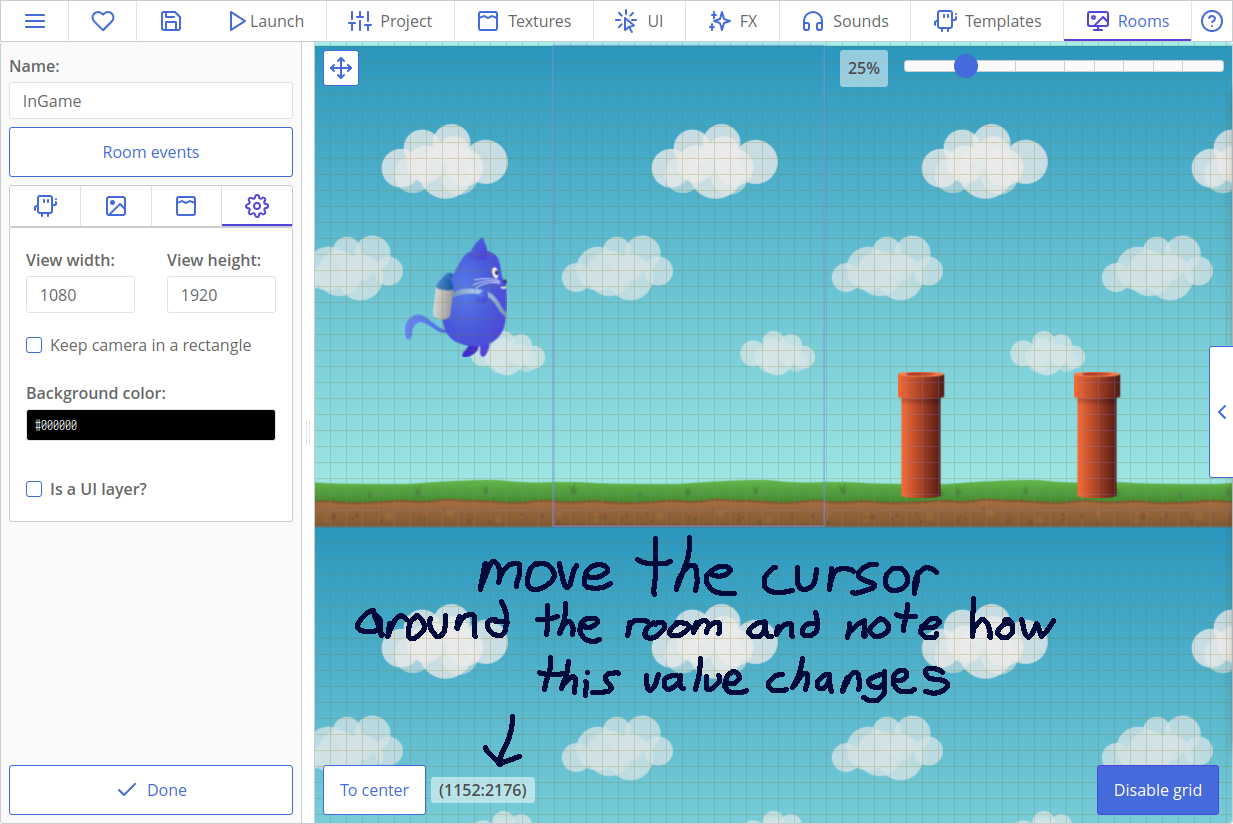 Launch Project Textures UI FX Sounds Templates Rooms
Name:
InGame
Room events
View width: View height:
1080 1920
Keep camera in a rectangle
Background color:
#000000
Is a UI layer?
Done
25%
move the cursor
around the room and note how
this value changes
To center (1152:2176) Disable grid